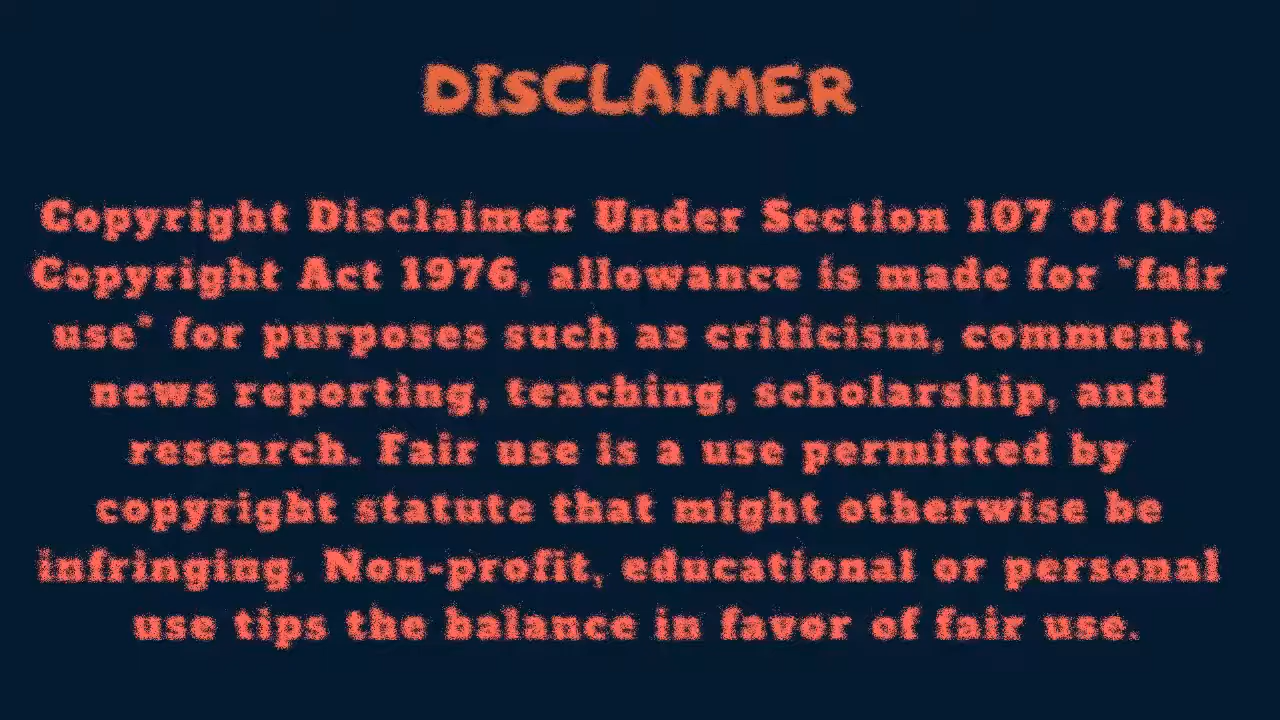 DISCLAIMER
Copyright Disclaimer Under Section 107 of the
Copyright Act 1976, allowance is made for "fair
use" for purposes such as criticism, comment,
news reporting, teaching, scholarship, and
research. Fair use is a use permitted by
copyright statute that might otherwise be
infringing. Non-profit, educational or personal
use tips the balance in favor of fair use.